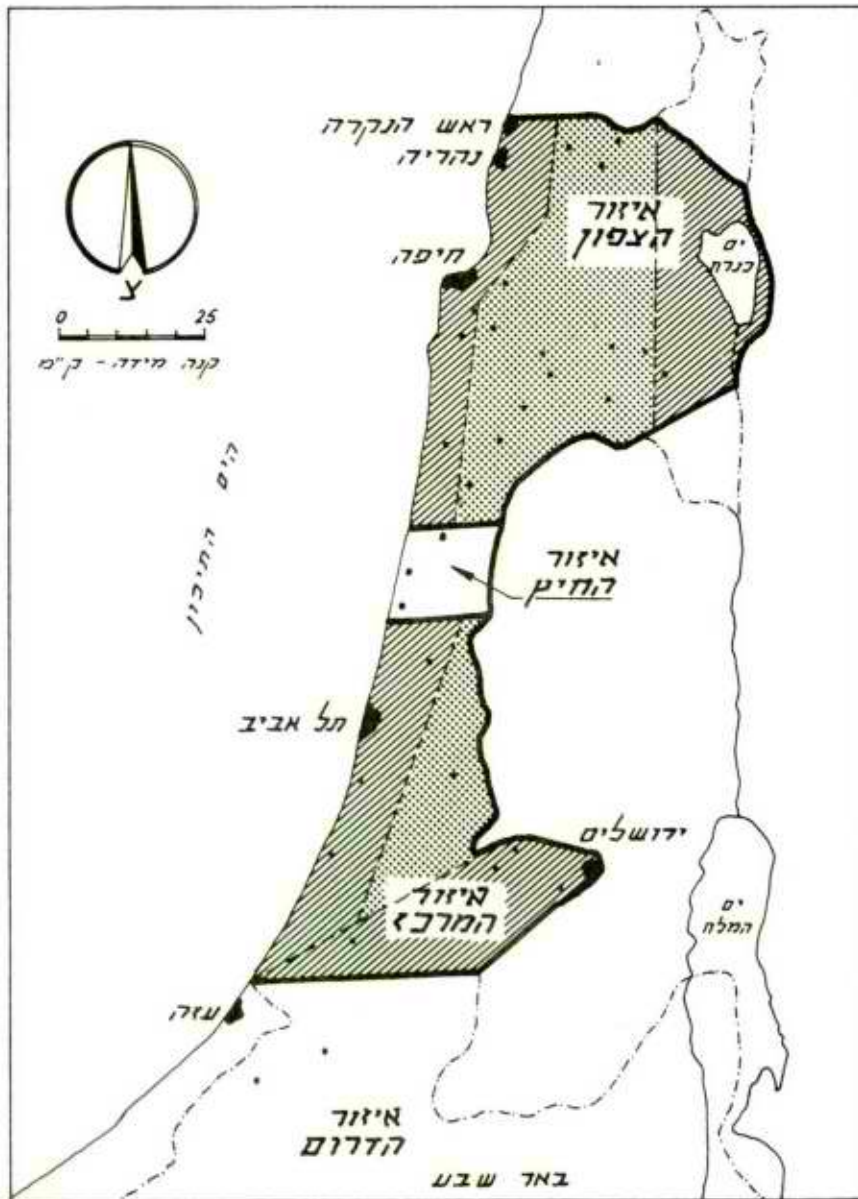 ראש הנקרה
נהריה
איזור
הצפון
ים
כנרת
חיפה
צ
0 25
קנה מידה - ק"מ
הים התיכון
איזור
החיץ
תל אביב
ירושלים
איזור
המרכז
ים
המלח
עזה
איזור
הדרום
באר שבע